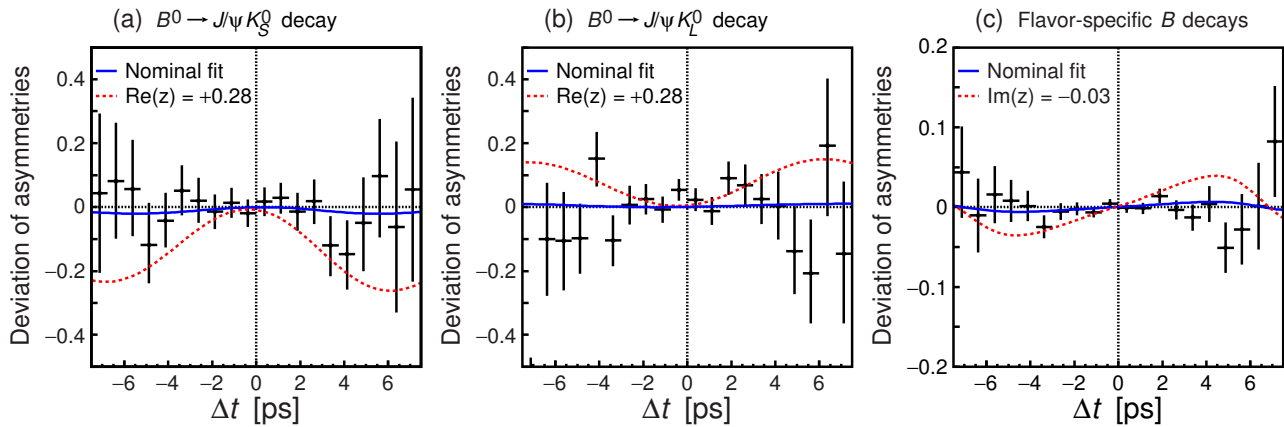 (a) B⁰ → J/ψ K⁰_S decay
Deviation of asymmetries
0.4
0.2
0
−0.2
−0.4
Nominal fit
Re(z) = +0.28
−6 −4 −2 0 2 4 6
Δt [ps]
(b) B⁰ → J/ψ K⁰_L decay
Deviation of asymmetries
0.4
0.2
0
−0.2
−0.4
Nominal fit
Re(z) = +0.28
−6 −4 −2 0 2 4 6
Δt [ps]
(c) Flavor-specific B decays
Deviation of asymmetries
0.2
0.1
0
−0.1
−0.2
Nominal fit
Im(z) = −0.03
−6 −4 −2 0 2 4 6
Δt [ps]